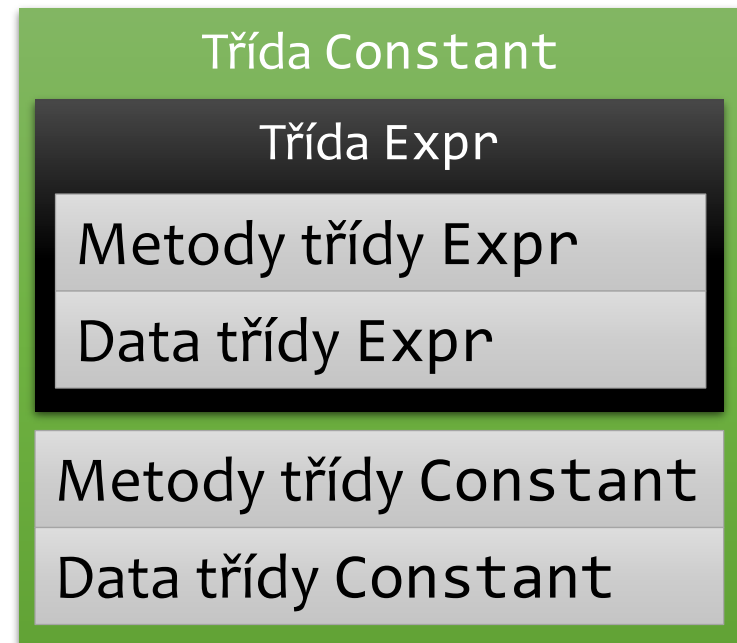 Třída Constant
Třída Expr
Metody třídy Expr
Data třídy Expr
Metody třídy Constant
Data třídy Constant